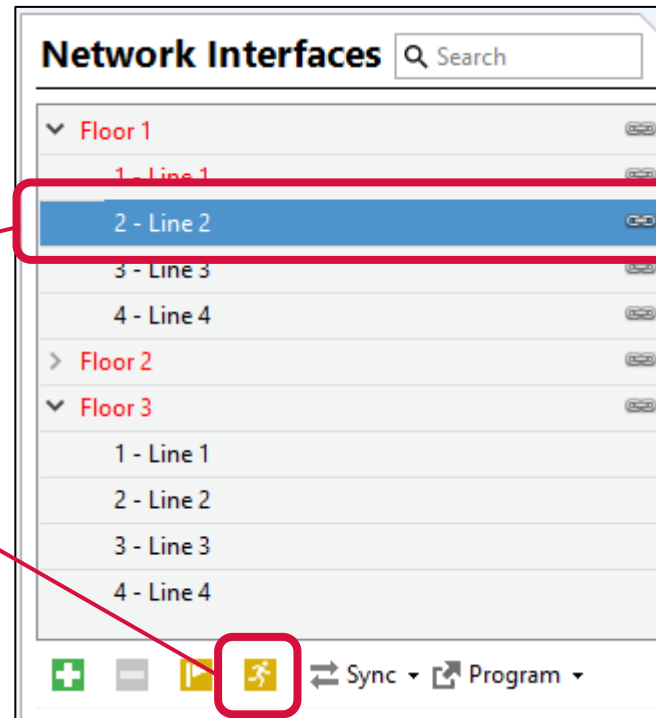 Network Interfaces Search
Floor 1
1 - Line 1
2 - Line 2
3 - Line 3
4 - Line 4
Floor 2
Floor 3
1 - Line 1
2 - Line 2
3 - Line 3
4 - Line 4
Sync Program